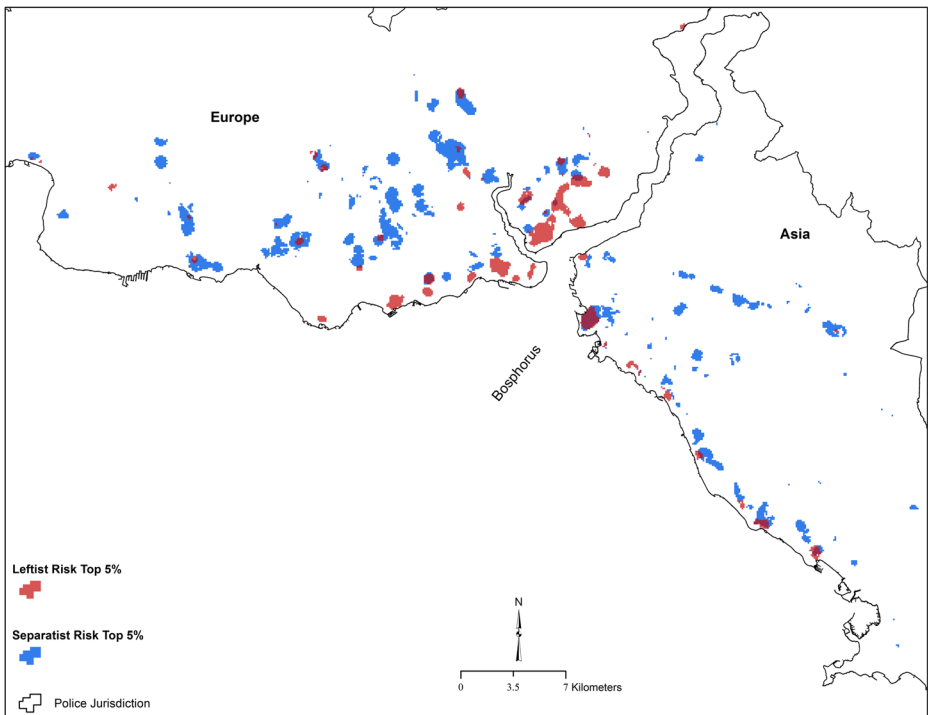 Europe
Asia
Bosphorus
Leftist Risk Top 5%
Separatist Risk Top 5%
Police Jurisdiction
N
0 3.5 7 Kilometers